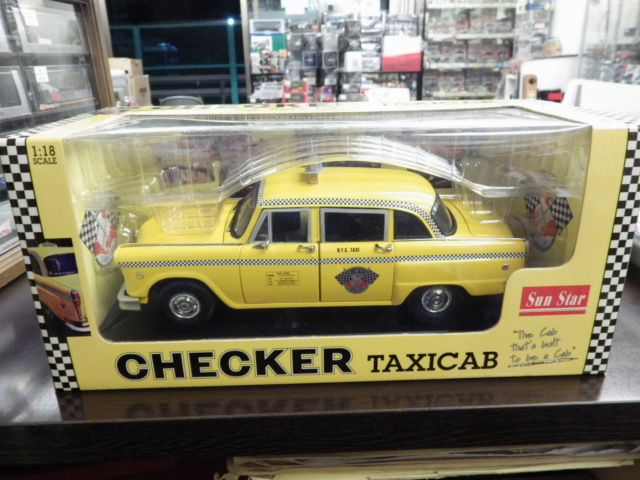 1:18
SCALE
N.Y.C. TAXI
Sun Star
"The Cab
that's built
to be a Cab"
CHECKER TAXICAB